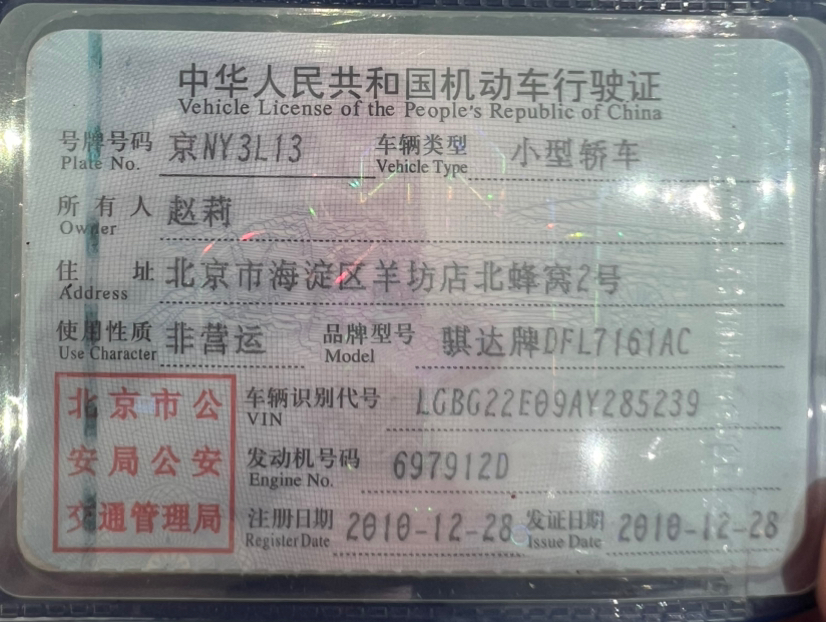 中华人民共和国机动车行驶证
Vehicle License of the People's Republic of China
号牌号码 京NY3L13 车辆类型 小型轿车
Plate No. Vehicle Type
所有人 赵莉
Owner
住址 北京市海淀区羊坊店北蜂窝2号
Address
使用性质 非营运 品牌型号 骐达牌DFL7161AC
Use Character Model
北京市公 车辆识别代号 LGBG22E09AY285239
VIN
安局公安 发动机号码 697912D
Engine No.
交通管理局 注册日期 2010-12-28 发证日期 2010-12-28
Register Date Issue Date